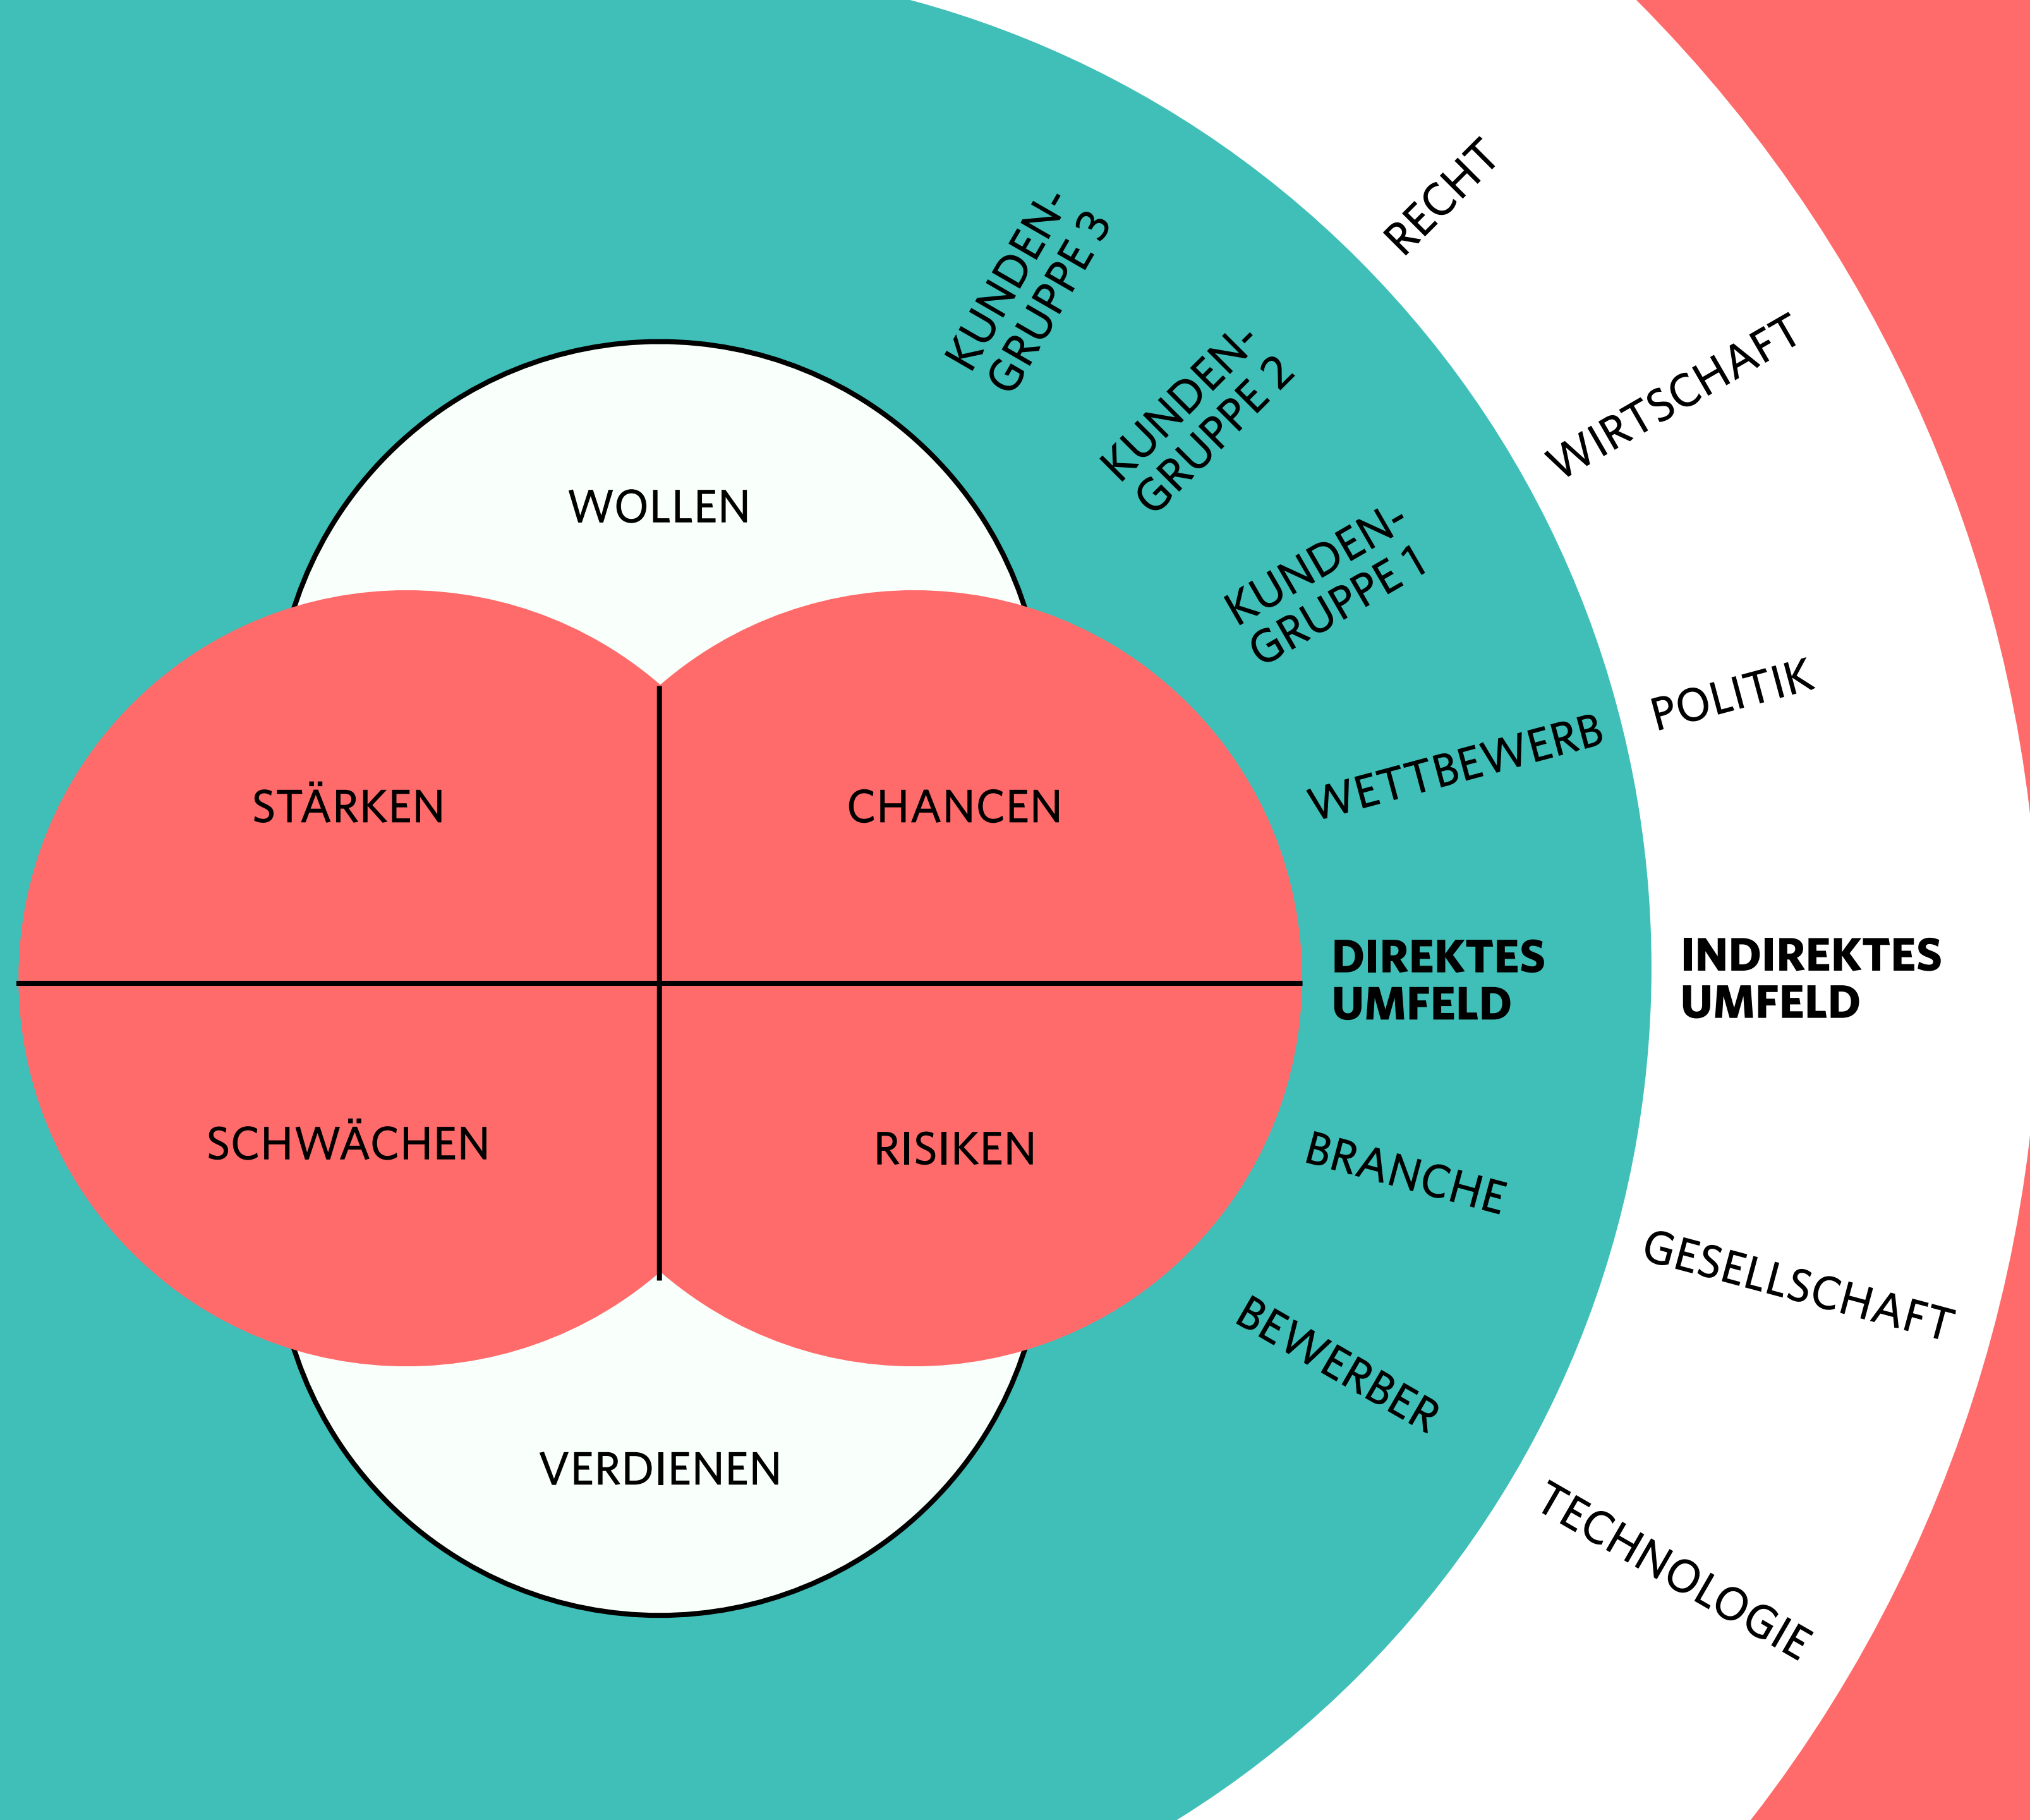 RECHT
KUNDEN-
GRUPPE 3
WIRTSCHAFT
KUNDEN-
GRUPPE 2
WOLLEN
KUNDEN-
GRUPPE 1
POLITIK
WETTBEWERB
STÄRKEN
CHANCEN
DIREKTES
UMFELD
INDIREKTES
UMFELD
SCHWÄCHEN
RISIKEN
BRANCHE
GESELLSCHAFT
BEWERBER
VERDIENEN
TECHNOLOGIE